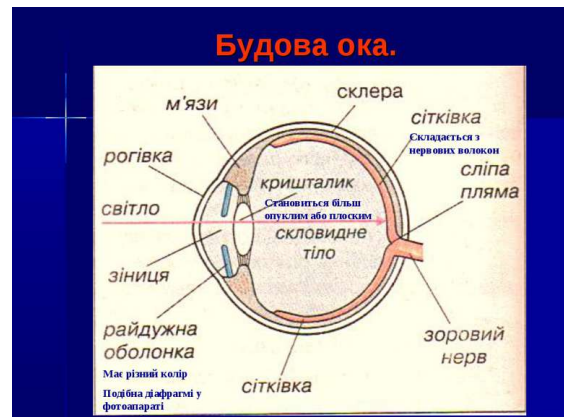 Будова ока.
м'язи
склера
сітківка
Складається з
нервових волокон
рогівка
сліпа
пляма
кришталик
Становиться більш
опуклим або плоским
світло
скловидне
тіло
зіниця
райдужна
оболонка
зоровий
нерв
Має різний колір
Подібна діафрагмі у
фотоапараті
сітківка